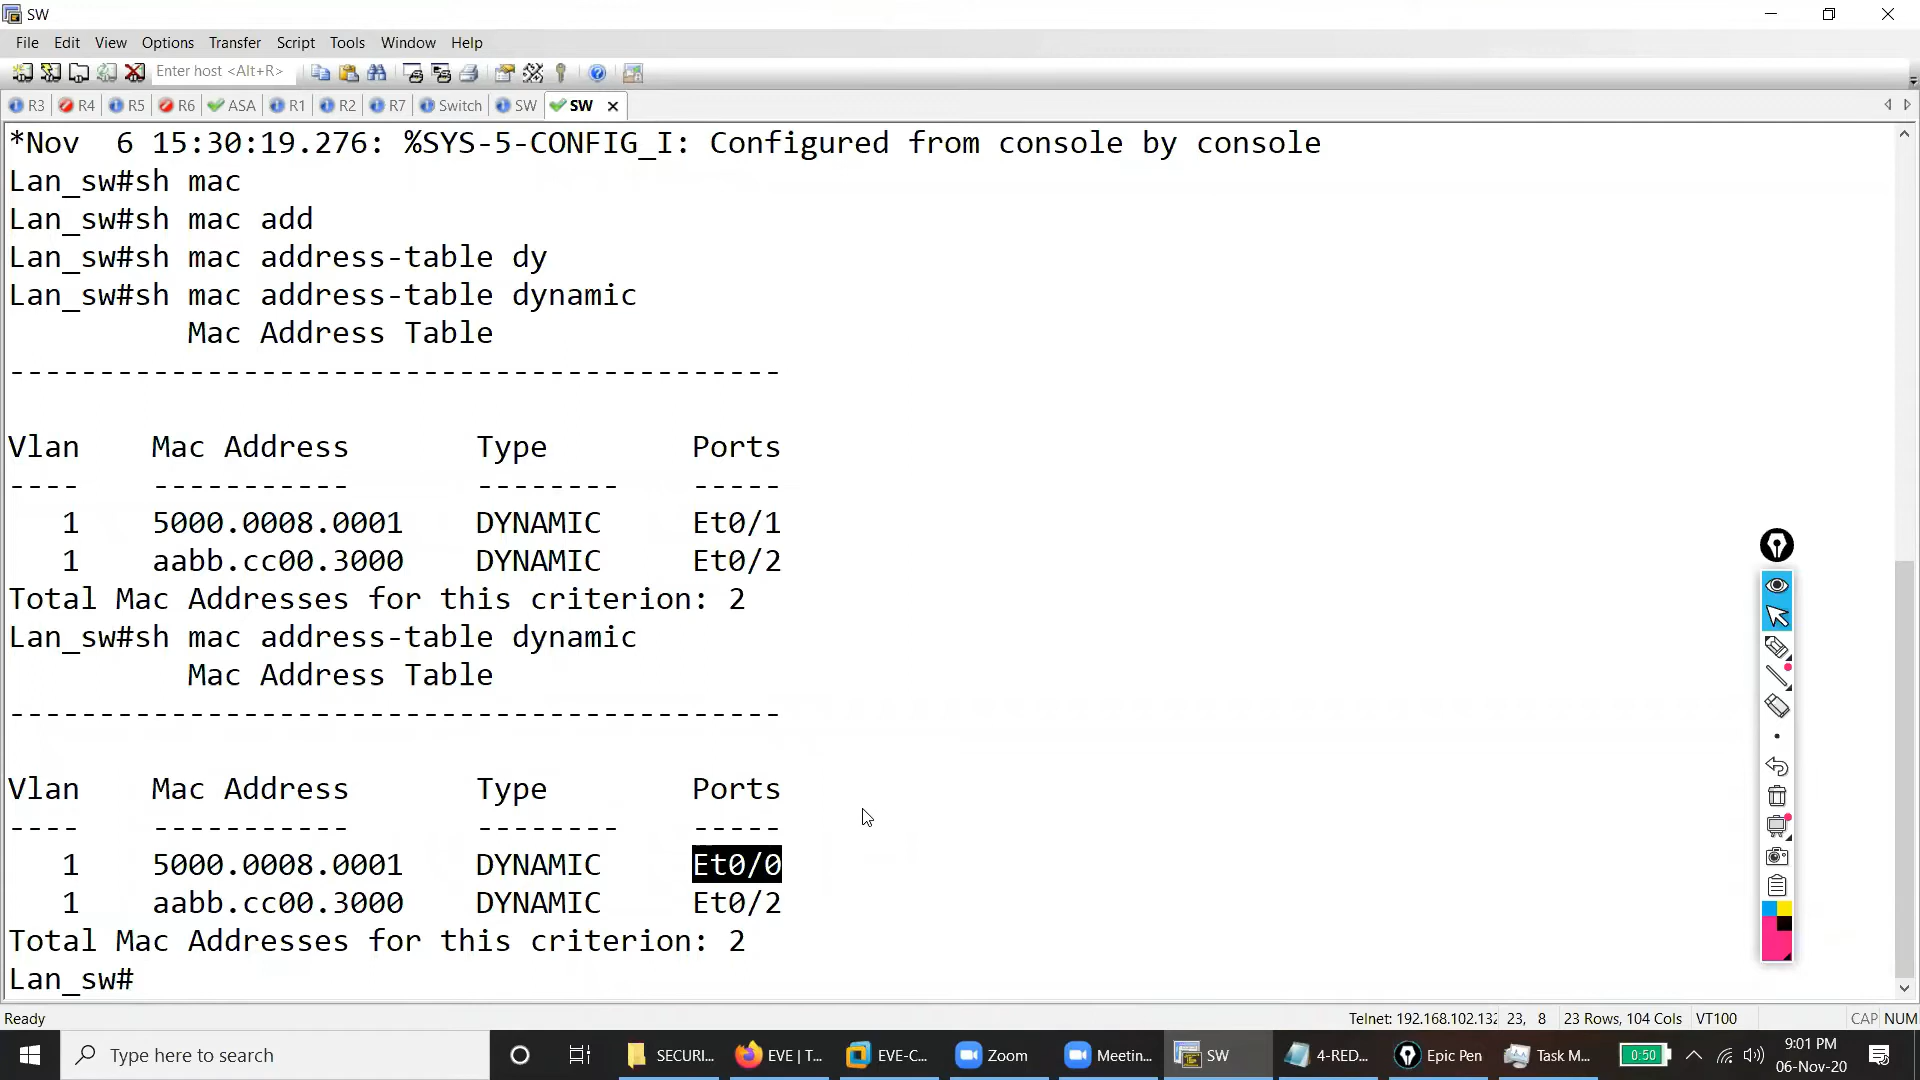 SW
File Edit View Options Transfer Script Tools Window Help
Enter host <Alt+R>
R3 R4 R5 R6 ASA R1 R2 R7 Switch SW SW
*Nov  6 15:30:19.276: %SYS-5-CONFIG_I: Configured from console by console
Lan_sw#sh mac
Lan_sw#sh mac add
Lan_sw#sh mac address-table dy
Lan_sw#sh mac address-table dynamic
Mac Address Table
-------------------------------------------
Vlan    Mac Address       Type        Ports
----    -----------       --------    -----
1    5000.0008.0001    DYNAMIC     Et0/1
1    aabb.cc00.3000    DYNAMIC     Et0/2
Total Mac Addresses for this criterion: 2
Lan_sw#sh mac address-table dynamic
Mac Address Table
-------------------------------------------
Vlan    Mac Address       Type        Ports
----    -----------       --------    -----
1    5000.0008.0001    DYNAMIC     Et0/0
1    aabb.cc00.3000    DYNAMIC     Et0/2
Total Mac Addresses for this criterion: 2
Lan_sw#
Ready Telnet: 192.168.102.132 23, 8 23 Rows, 104 Cols VT100 CAP NUM
Type here to search SECURI... EVE | T... EVE-C... Zoom Meetin... SW 4-RED... Epic Pen Task M... 0:50 9:01 PM
06-Nov-20